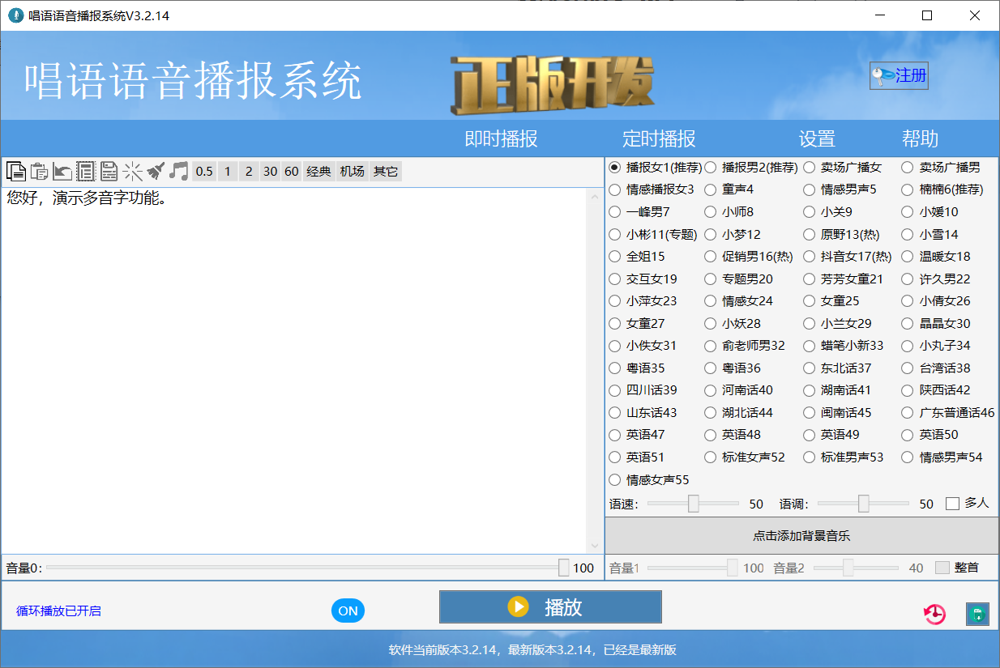 唱语语音播报系统V3.2.14
唱语语音播报系统
正版开发
注册
即时播报 定时播报 设置 帮助
0.5 1 2 30 60 经典 机场 其它
您好，演示多音字功能。
播报女1(推荐) 播报男2(推荐) 卖场广播女 卖场广播男
情感播报女3 童声4 情感男声5 楠楠6(推荐)
一峰男7 小师8 小关9 小媛10
小彬11(专题) 小梦12 原野13(热) 小雪14
全姐15 促销男16(热) 抖音女17(热) 温暖女18
交互女19 专题男20 芳芳女童21 许久男22
小萍女23 情感女24 女童25 小倩女26
女童27 小妖28 小兰女29 晶晶女30
小佚女31 俞老师男32 蜡笔小新33 小丸子34
粤语35 粤语36 东北话37 台湾话38
四川话39 河南话40 湖南话41 陕西话42
山东话43 湖北话44 闽南话45 广东普通话46
英语47 英语48 英语49 英语50
英语51 标准女声52 标准男声53 情感男声54
情感女声55
语速: 50 语调: 50 多人
点击添加背景音乐
音量0: 100 音量1 100 音量2 40 整首
循环播放已开启 ON 播放
软件当前版本3.2.14，最新版本3.2.14，已经是最新版